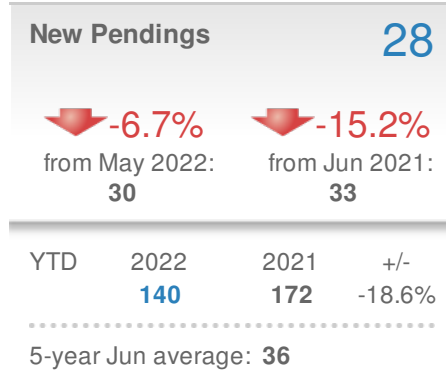 New Pendings 28
-6.7% -15.2%
from May 2022: from Jun 2021:
30 33
YTD 2022 2021 +/-
140 172 -18.6%
5-year Jun average: 36